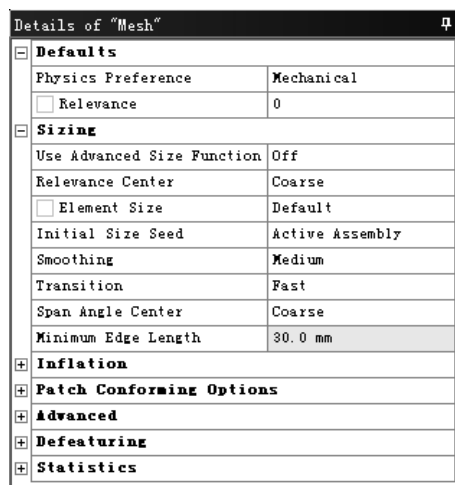 Details of "Mesh"
Defaults
Physics Preference Mechanical
Relevance 0
Sizing
Use Advanced Size Function Off
Relevance Center Coarse
Element Size Default
Initial Size Seed Active Assembly
Smoothing Medium
Transition Fast
Span Angle Center Coarse
Minimum Edge Length 30.0 mm
Inflation
Patch Conforming Options
Advanced
Defeaturing
Statistics